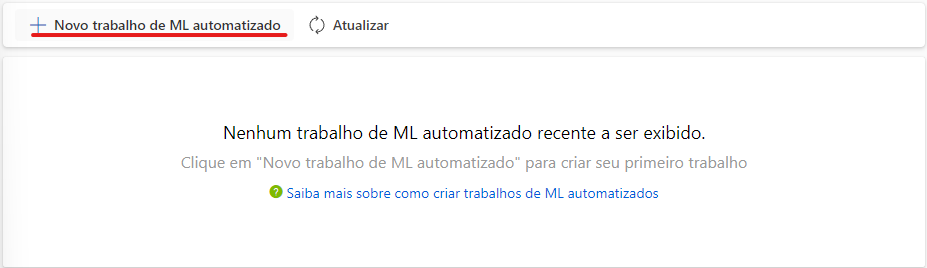 Novo trabalho de ML automatizado Atualizar
Nenhum trabalho de ML automatizado recente a ser exibido.
Clique em "Novo trabalho de ML automatizado" para criar seu primeiro trabalho
Saiba mais sobre como criar trabalhos de ML automatizados